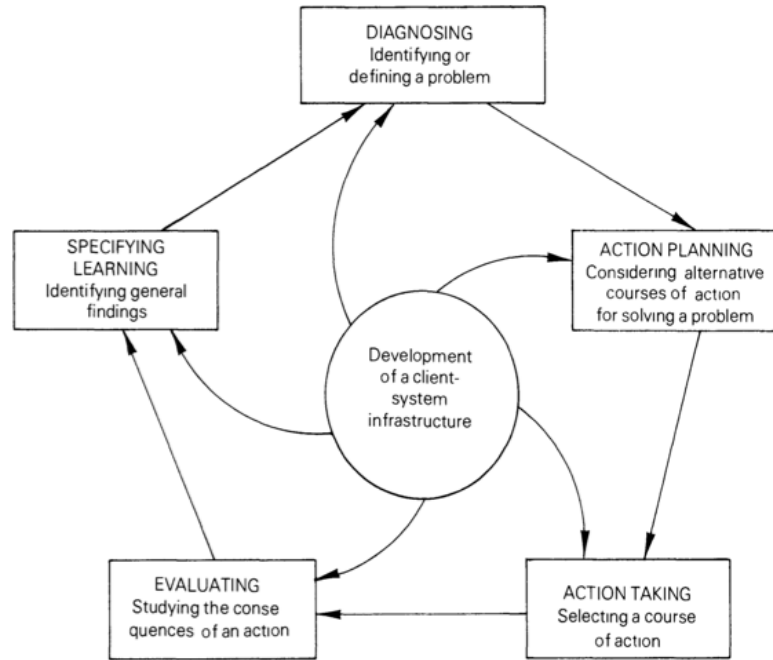 DIAGNOSING
Identifying or
defining a problem
ACTION PLANNING
Considering alternative
courses of action
for solving a problem
ACTION TAKING
Selecting a course
of action
EVALUATING
Studying the conse
quences of an action
SPECIFYING
LEARNING
Identifying general
findings
Development
of a client-
system
infrastructure